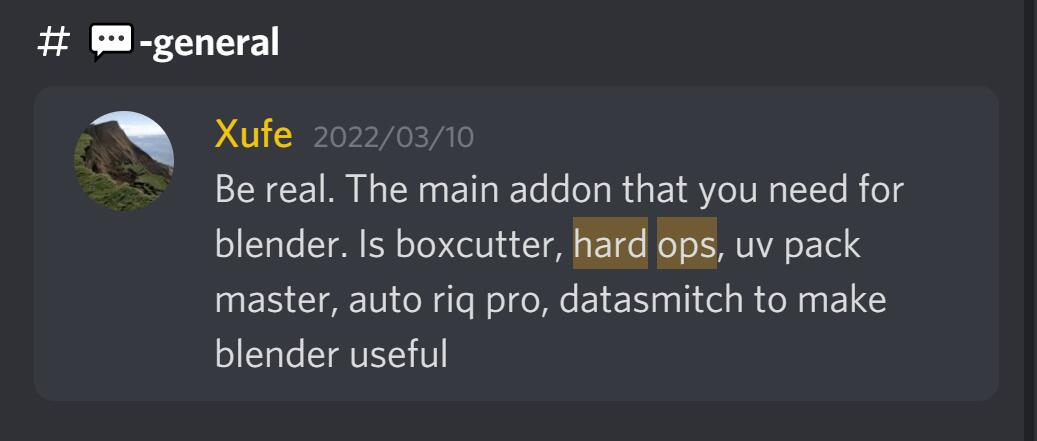 # 💬-general
Xufe 2022/03/10
Be real. The main addon that you need for
blender. Is boxcutter, hard ops, uv pack
master, auto riq pro, datasmitch to make
blender useful